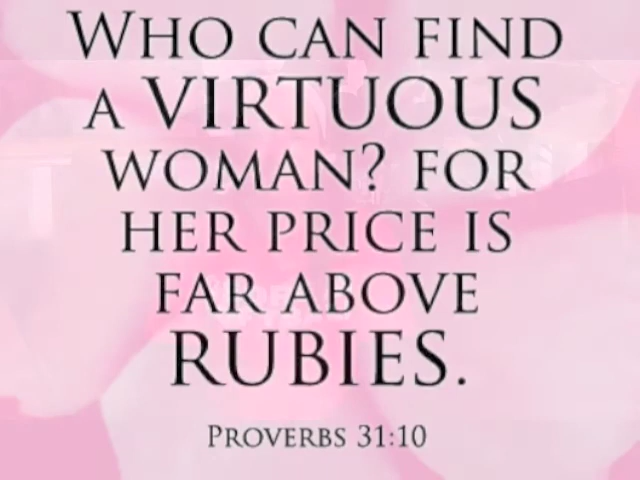 WHO CAN FIND
A VIRTUOUS
WOMAN? FOR
HER PRICE IS
FAR ABOVE
RUBIES.
PROVERBS 31:10